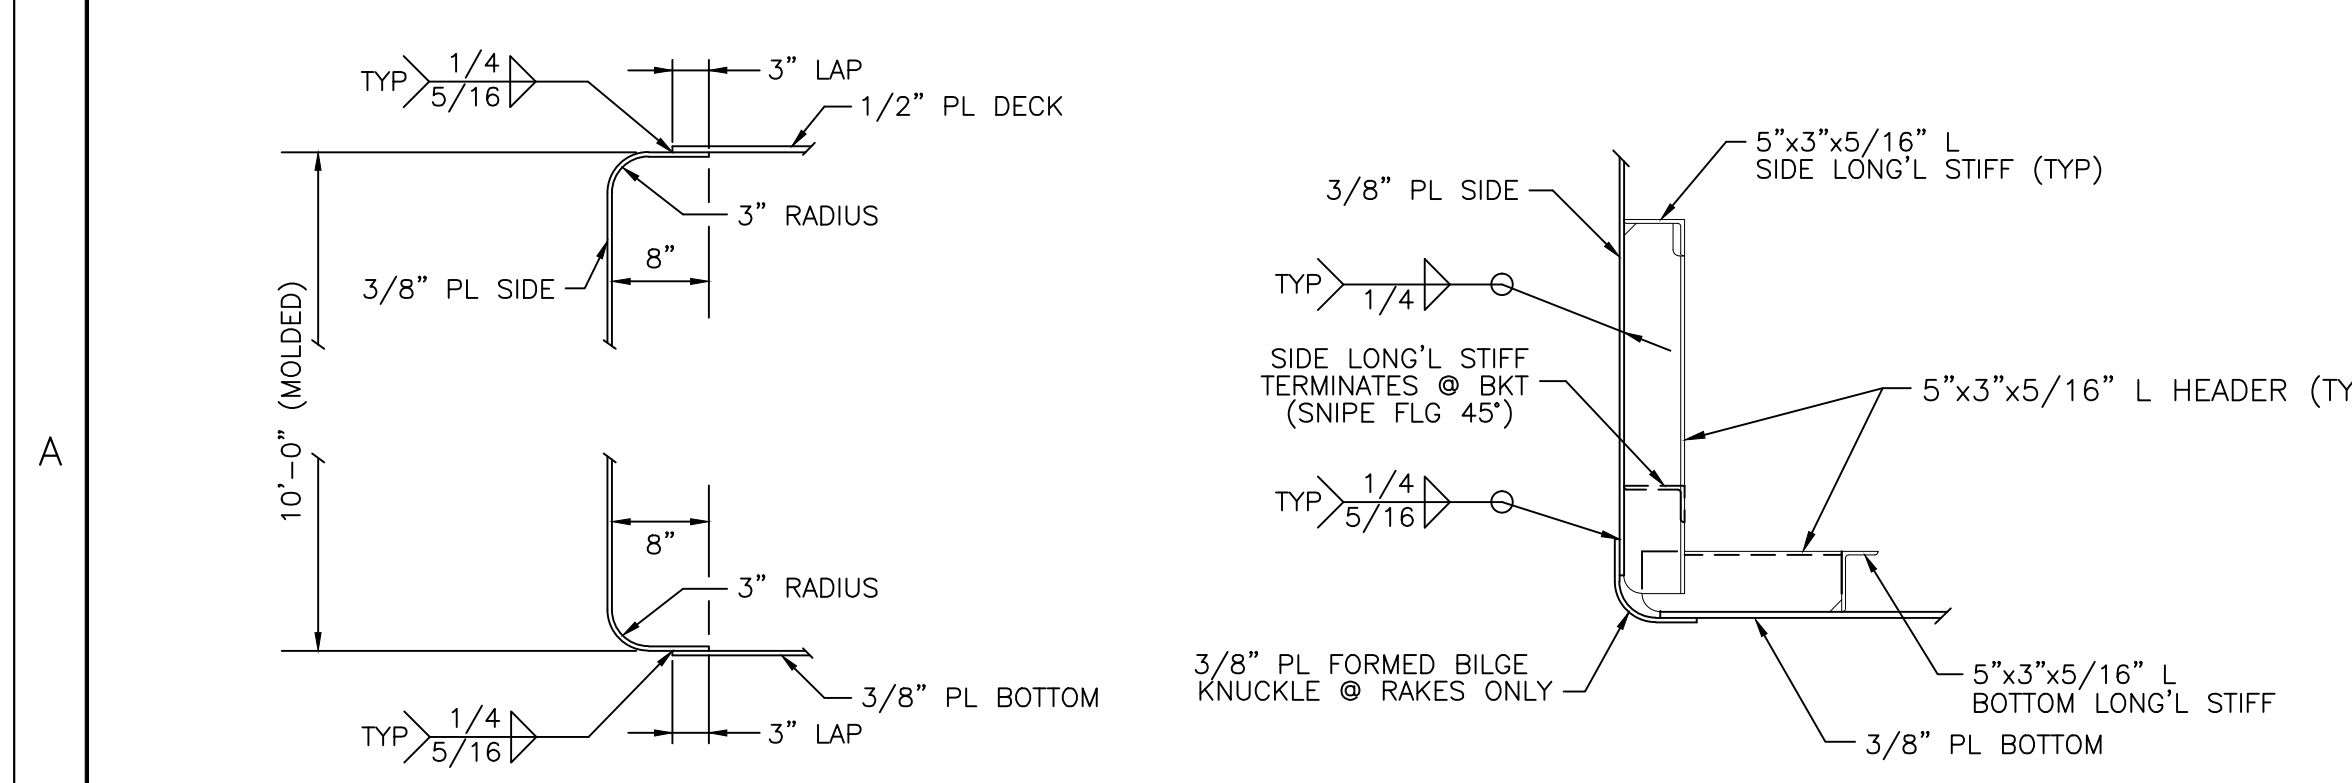 A
TYP
1/4
5/16
3” LAP
1/2” PL DECK
3” RADIUS
8”
3/8” PL SIDE
10’-0” (MOLDED)
8”
3” RADIUS
3/8” PL BOTTOM
TYP
1/4
5/16
3” LAP
5”x3”x5/16” L
SIDE LONG’L STIFF (TYP)
3/8” PL SIDE
TYP
1/4
SIDE LONG’L STIFF
TERMINATES @ BKT
(SNIPE FLG 45°)
5”x3”x5/16” L HEADER (TY
TYP
1/4
5/16
3/8” PL FORMED BILGE
KNUCKLE @ RAKES ONLY
5”x3”x5/16” L
BOTTOM LONG’L STIFF
3/8” PL BOTTOM